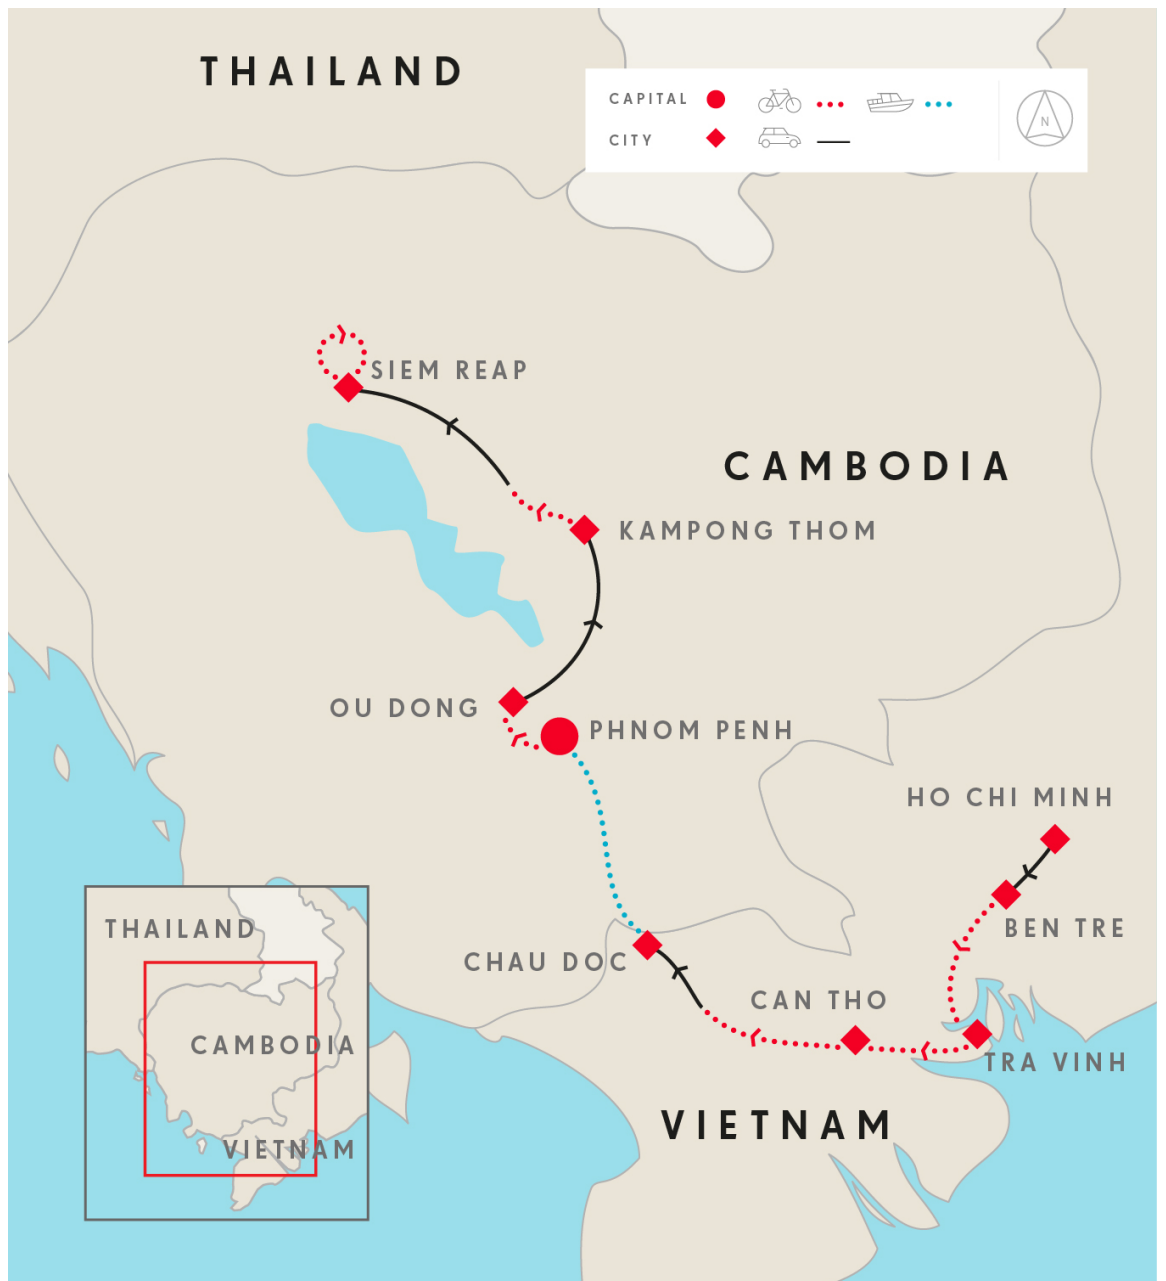 THAILAND
CAPITAL
CITY
N
SIEM REAP
CAMBODIA
KAMPONG THOM
OU DONG
PHNOM PENH
HO CHI MINH
BEN TRE
CHAU DOC
CAN THO
TRA VINH
VIETNAM
THAILAND
CAMBODIA
VIETNAM